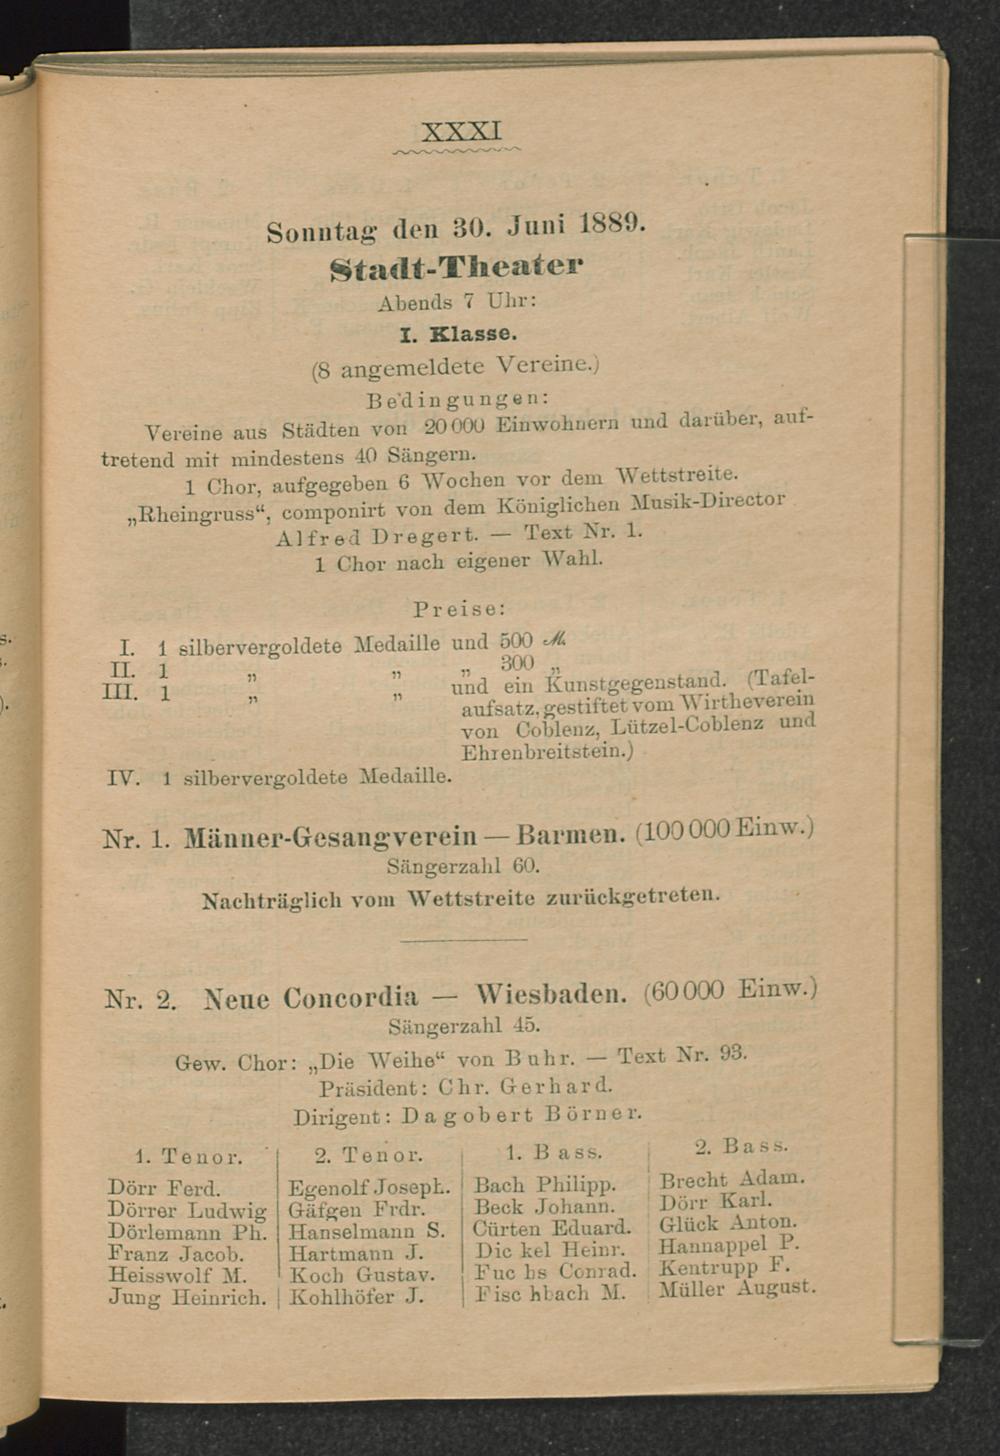 XXXI
Sonntag den 30. Juni 1889.
Stadt-Theater
Abends 7 Uhr:
I. Klasse.
(8 angemeldete Vereine.)
Bedingungen:
Vereine aus Städten von 20000 Einwohnern und darüber, auf-
tretend mit mindestens 40 Sängern.
1 Chor, aufgegeben 6 Wochen vor dem Wettstreite.
„Rheingruss“, componirt von dem Königlichen Musik-Director
Alfred Dregert. — Text Nr. 1.
1 Chor nach eigener Wahl.
Preise:
I. 1 silbervergoldete Medaille und 500 ℳ
II. 1 „ „ „ 300 „
III. 1 „ „ und ein Kunstgegenstand. (Tafel-
aufsatz, gestiftet vom Wirtheverein
von Coblenz, Lützel-Coblenz und
Ehrenbreitstein.)
IV. 1 silbervergoldete Medaille.
Nr. 1. Männer-Gesangverein — Barmen. (100000 Einw.)
Sängerzahl 60.
Nachträglich vom Wettstreite zurückgetreten.
Nr. 2. Neue Concordia — Wiesbaden. (60000 Einw.)
Sängerzahl 45.
Gew. Chor: „Die Weihe“ von Buhr. — Text Nr. 93.
Präsident: Chr. Gerhard.
Dirigent: Dagobert Börner.
1. Tenor. 2. Tenor. 1. Bass. 2. Bass.
Dörr Ferd. Egenolf Joseph. Bach Philipp. Brecht Adam.
Dörrer Ludwig Gäfgen Frdr. Beck Johann. Dörr Karl.
Dörlemann Ph. Hanselmann S. Cürten Eduard. Glück Anton.
Franz Jacob. Hartmann J. Dickel Heinr. Hannappel P.
Heisswolf M. Koch Gustav. Fuchs Conrad. Kentrupp F.
Jung Heinrich. Kohlhöfer J. Fischbach M. Müller August.